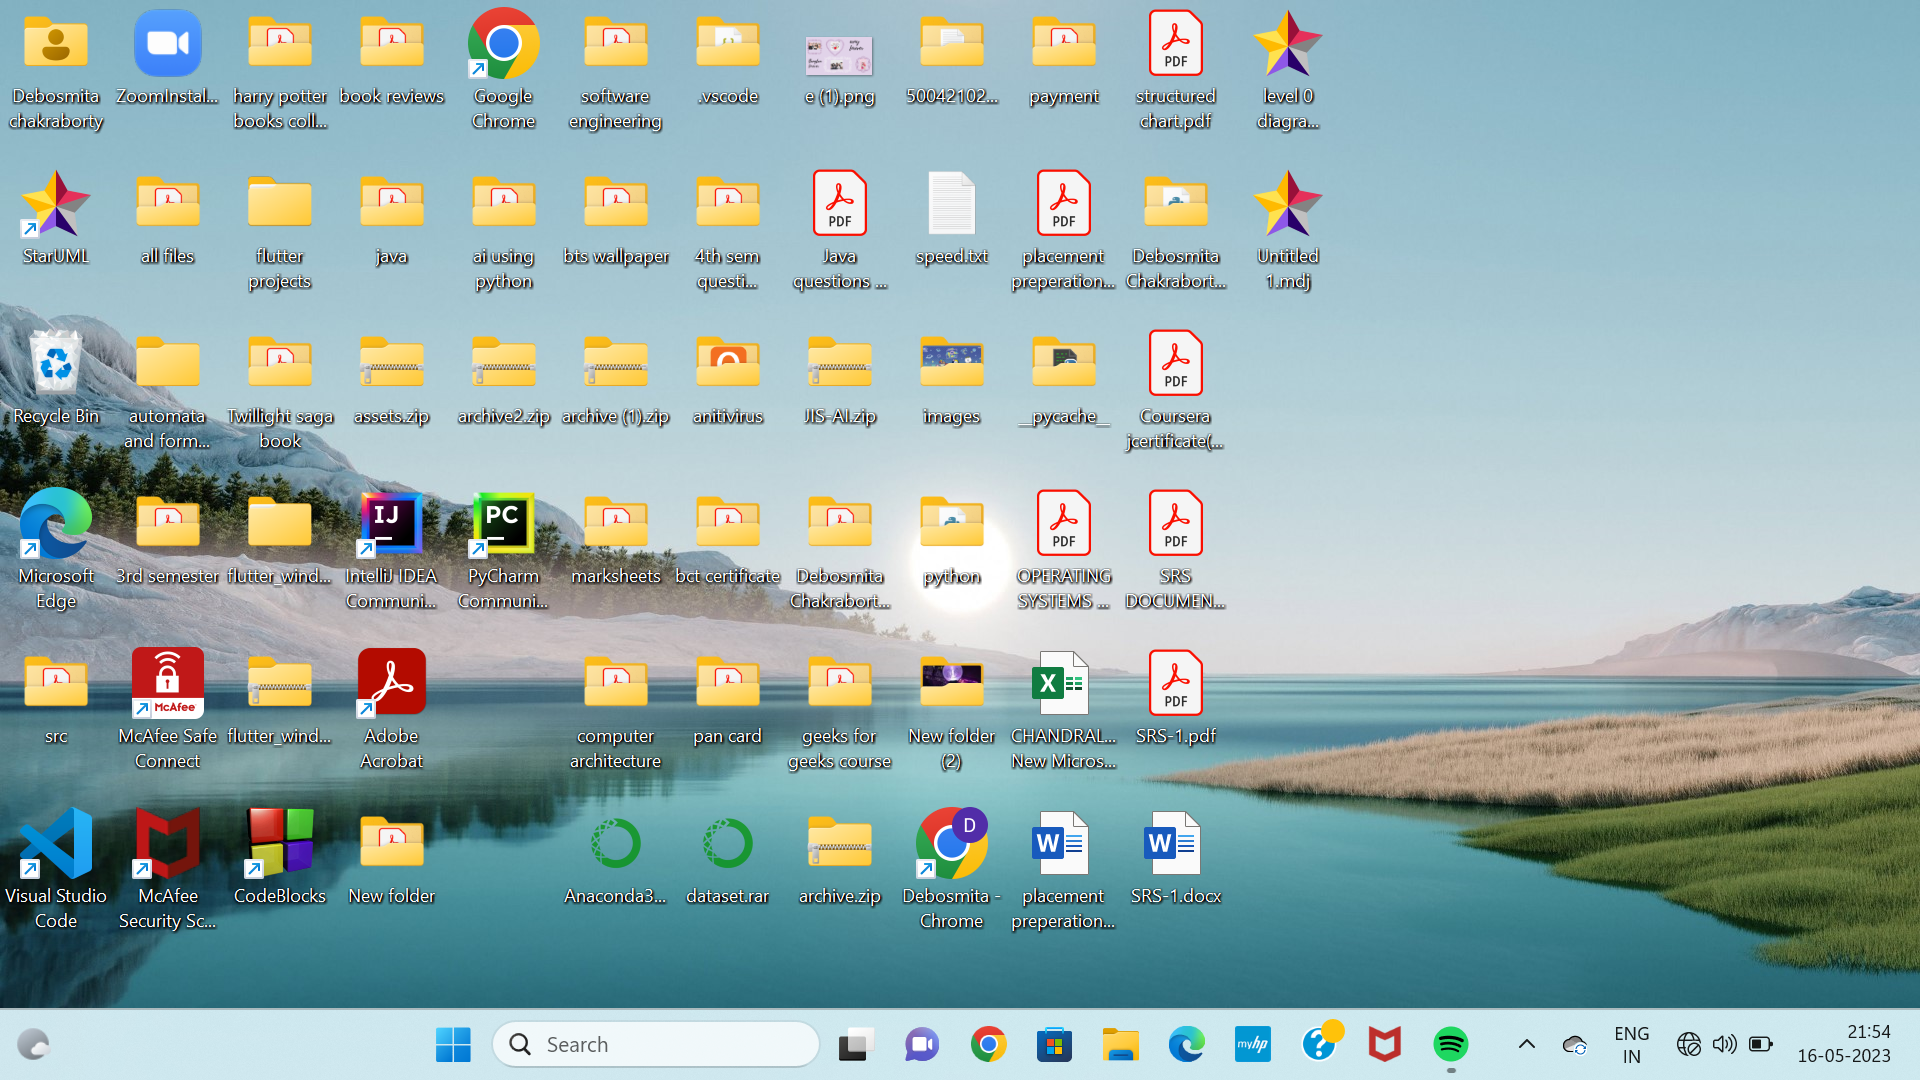 Debosmita
chakraborty
ZoomInstal...
harry potter
books coll...
book reviews
Google
Chrome
software
engineering
.vscode
e (1).png
50042102...
payment
PDF
structured
chart.pdf
level 0
diagra...
StarUML
all files
flutter
projects
java
ai using
python
bts wallpaper
4th sem
questi...
PDF
Java
questions ...
speed.txt
PDF
placement
preperation...
Debosmita
Chakrabort...
Untitled
1.mdj
Recycle Bin
automata
and form...
Twillight saga
book
assets.zip
archive2.zip
archive (1).zip
anitivirus
JIS-AI.zip
images
__pycache__
PDF
Coursera
jcertificate(...
Microsoft
Edge
3rd semester
flutter_wind...
IJ
IntelliJ IDEA
Communi...
PC
PyCharm
Communi...
marksheets
bct certificate
Debosmita
Chakrabort...
python
PDF
OPERATING
SYSTEMS ...
PDF
SRS
DOCUMEN...
src
McAfee
McAfee Safe
Connect
flutter_wind...
Adobe
Acrobat
computer
architecture
pan card
geeks for
geeks course
New folder
(2)
X
CHANDRAL...
New Micros...
PDF
SRS-1.pdf
Visual Studio
Code
McAfee
Security Sc...
CodeBlocks
New folder
Anaconda3...
dataset.rar
archive.zip
D
Debosmita -
Chrome
W
placement
preperation...
W
SRS-1.docx
Search
myhp
?
ENG
IN
21:54
16-05-2023